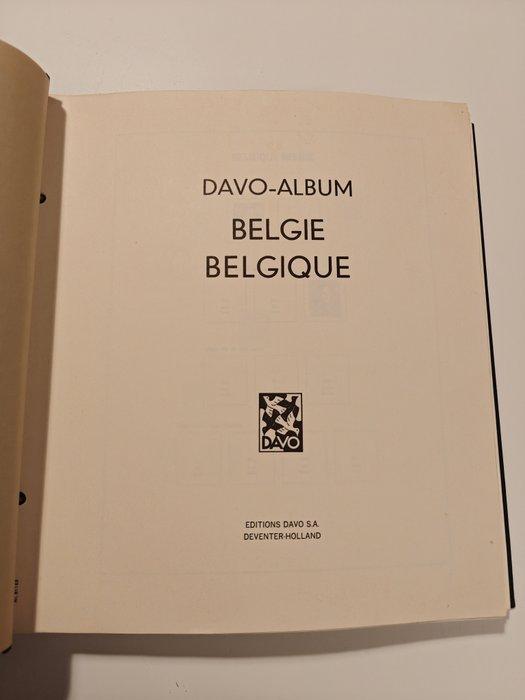 DAVO-ALBUM
BELGIE
BELGIQUE
DAVO
EDITIONS DAVO S.A.
DEVENTER-HOLLAND